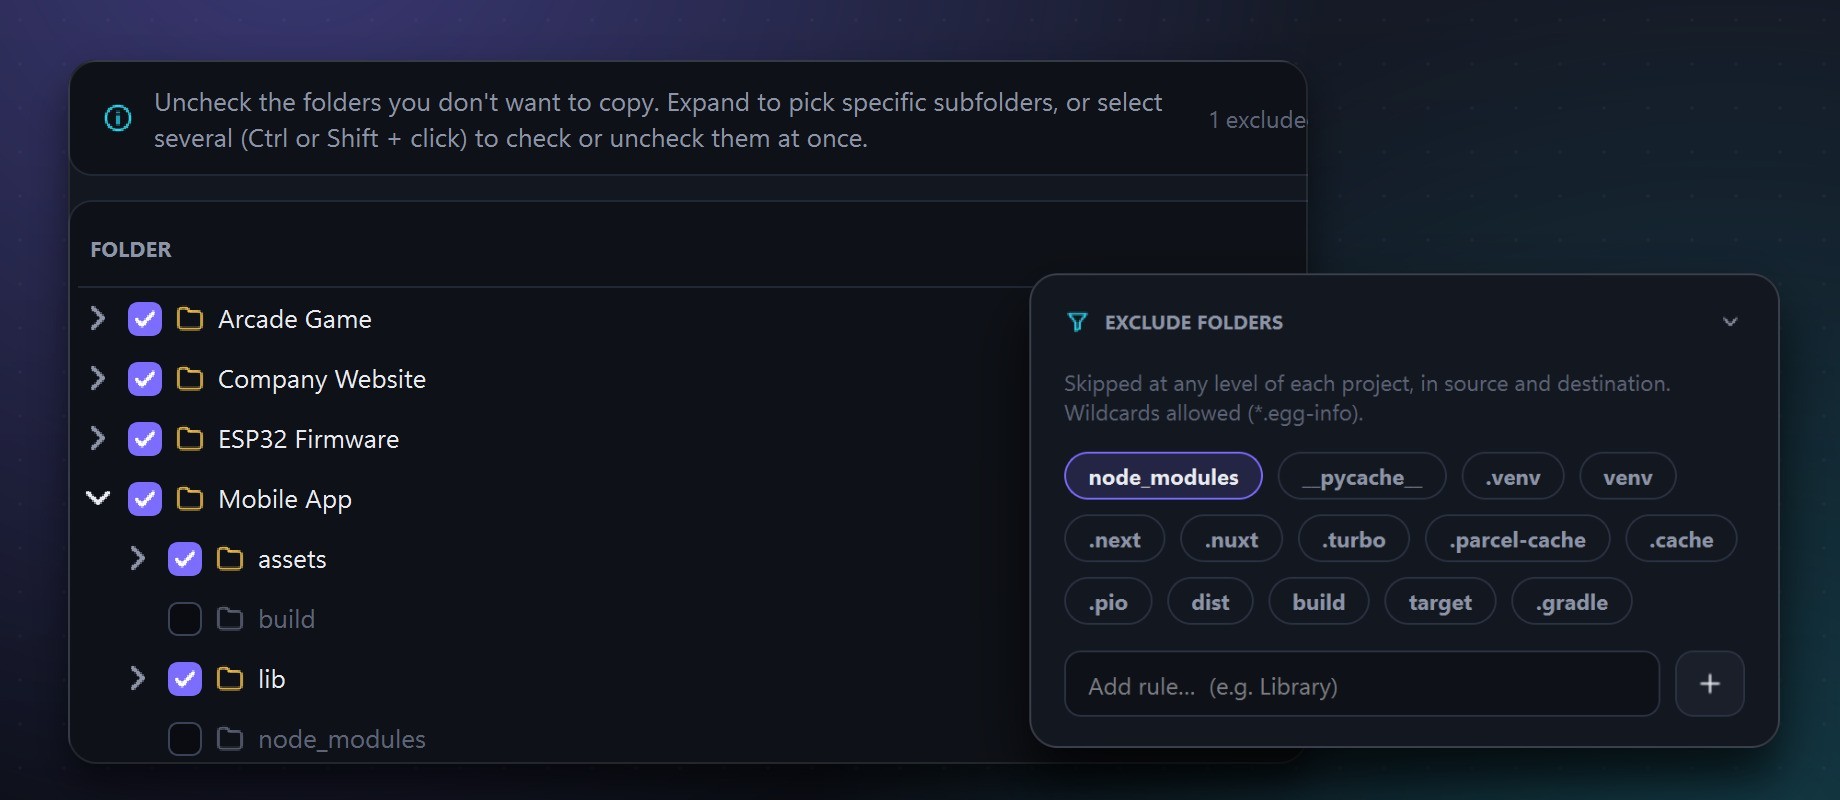 Uncheck the folders you don't want to copy. Expand to pick specific subfolders, or select
several (Ctrl or Shift + click) to check or uncheck them at once.
1 exclude
FOLDER
Arcade Game
Company Website
ESP32 Firmware
Mobile App
assets
build
lib
node_modules
EXCLUDE FOLDERS
Skipped at any level of each project, in source and destination.
Wildcards allowed (*.egg-info).
node_modules __pycache__ .venv venv
.next .nuxt .turbo .parcel-cache .cache
.pio dist build target .gradle
Add rule... (e.g. Library) +